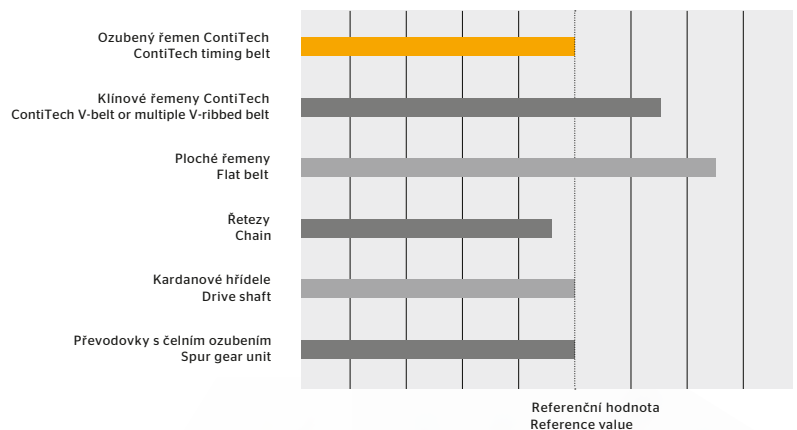 Ozubený řemen ContiTech
ContiTech timing belt
Klínové řemeny ContiTech
ContiTech V-belt or multiple V-ribbed belt
Ploché řemeny
Flat belt
Řetezy
Chain
Kardanové hřídele
Drive shaft
Převodovky s čelním ozubením
Spur gear unit
Referenční hodnota
Reference value